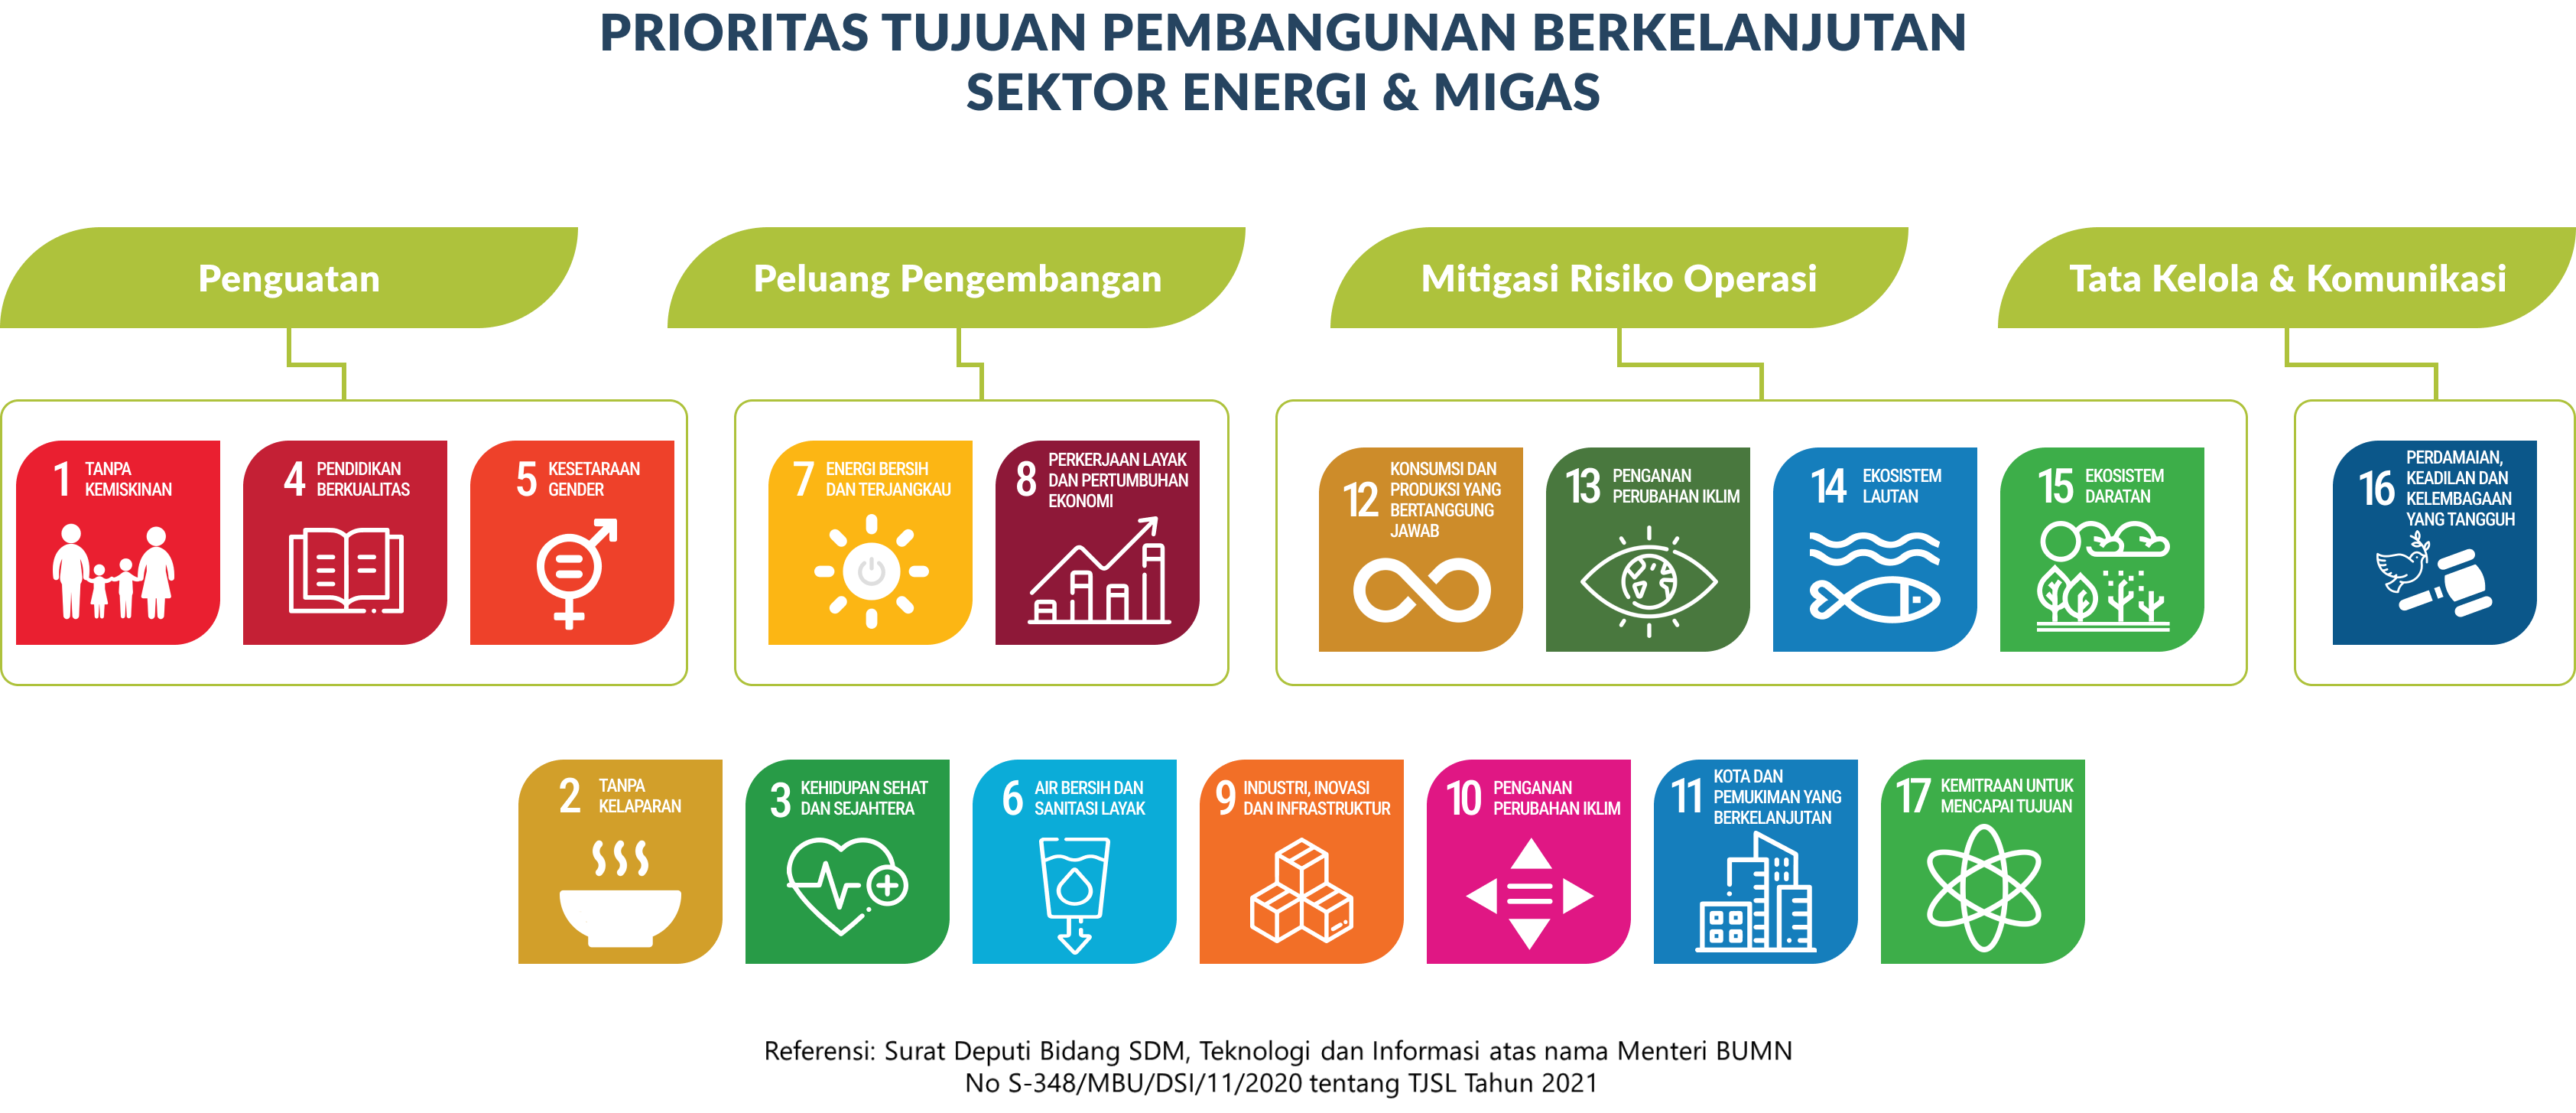 PRIORITAS TUJUAN PEMBANGUNAN BERKELANJUTAN
SEKTOR ENERGI & MIGAS
Penguatan
Peluang Pengembangan
Mitigasi Risiko Operasi
Tata Kelola & Komunikasi
1 TANPA
KEMISKINAN
4 PENDIDIKAN
BERKUALITAS
5 KESETARAAN
GENDER
7 ENERGI BERSIH
DAN TERJANGKAU
8 PERKERJAAN LAYAK
DAN PERTUMBUHAN
EKONOMI
12 KONSUMSI DAN
PRODUKSI YANG
BERTANGGUNG
JAWAB
13 PENGANAN
PERUBAHAN IKLIM
14 EKOSISTEM
LAUTAN
15 EKOSISTEM
DARATAN
16 PERDAMAIAN,
KEADILAN DAN
KELEMBAGAAN
YANG TANGGUH
2 TANPA
KELAPARAN
3 KEHIDUPAN SEHAT
DAN SEJAHTERA
6 AIR BERSIH DAN
SANITASI LAYAK
9 INDUSTRI, INOVASI
DAN INFRASTRUKTUR
10 PENGANAN
PERUBAHAN IKLIM
11 KOTA DAN
PEMUKIMAN YANG
BERKELANJUTAN
17 KEMITRAAN UNTUK
MENCAPAI TUJUAN
Referensi: Surat Deputi Bidang SDM, Teknologi dan Informasi atas nama Menteri BUMN
No S-348/MBU/DSI/11/2020 tentang TJSL Tahun 2021